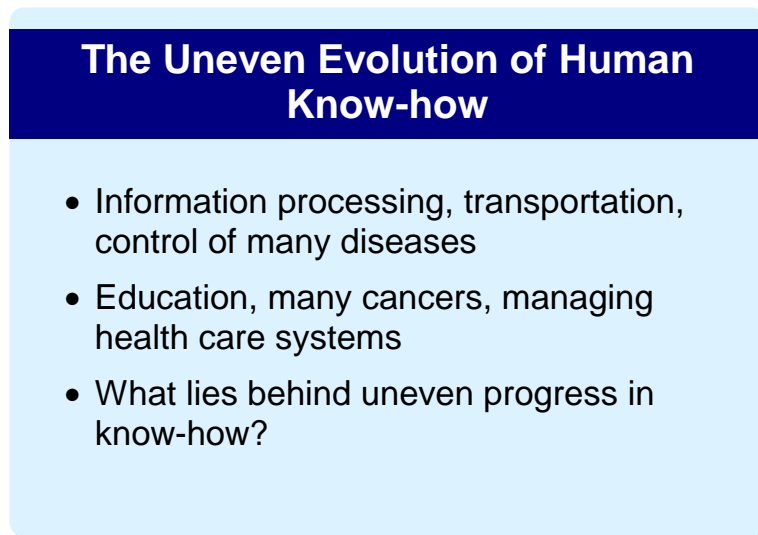 The Uneven Evolution of Human
Know-how
• Information processing, transportation,
control of many diseases
• Education, many cancers, managing
health care systems
• What lies behind uneven progress in
know-how?